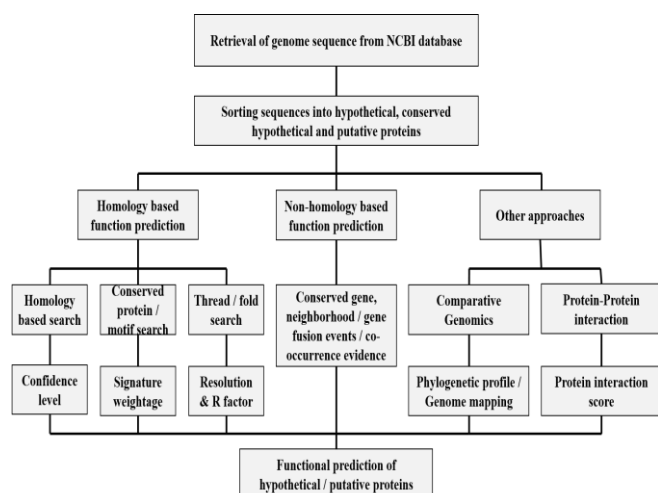 Retrieval of genome sequence from NCBI database
Sorting sequences into hypothetical, conserved
hypothetical and putative proteins
Homology based
function prediction
Non-homology based
function prediction
Other approaches
Homology
based search
Conserved
protein /
motif search
Thread / fold
search
Conserved gene,
neighborhood / gene
fusion events / co-
occurrence evidence
Comparative
Genomics
Protein-Protein
interaction
Confidence
level
Signature
weightage
Resolution
& R factor
Phylogenetic profile /
Genome mapping
Protein interaction
score
Functional prediction of
hypothetical / putative proteins